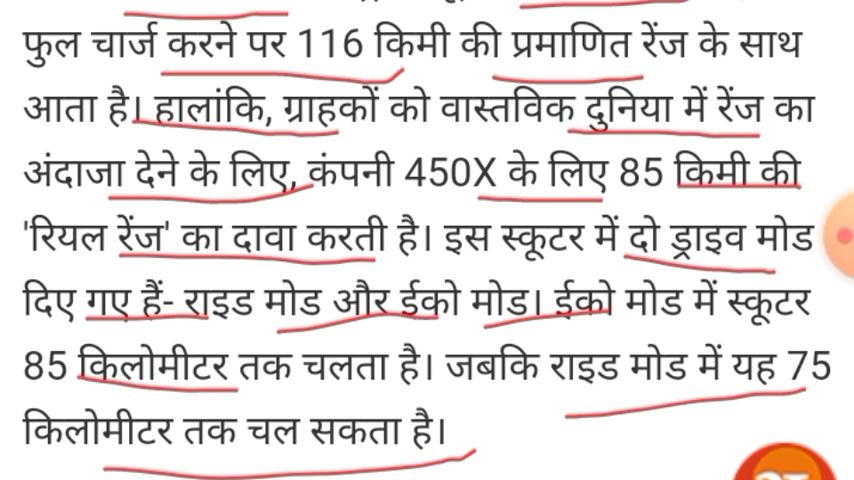 फुल चार्ज करने पर 116 किमी की प्रमाणित रेंज के साथ
आता है। हालांकि, ग्राहकों को वास्तविक दुनिया में रेंज का
अंदाजा देने के लिए, कंपनी 450X के लिए 85 किमी की
'रियल रेंज' का दावा करती है। इस स्कूटर में दो ड्राइव मोड
दिए गए हैं- राइड मोड और ईको मोड। ईको मोड में स्कूटर
85 किलोमीटर तक चलता है। जबकि राइड मोड में यह 75
किलोमीटर तक चल सकता है।